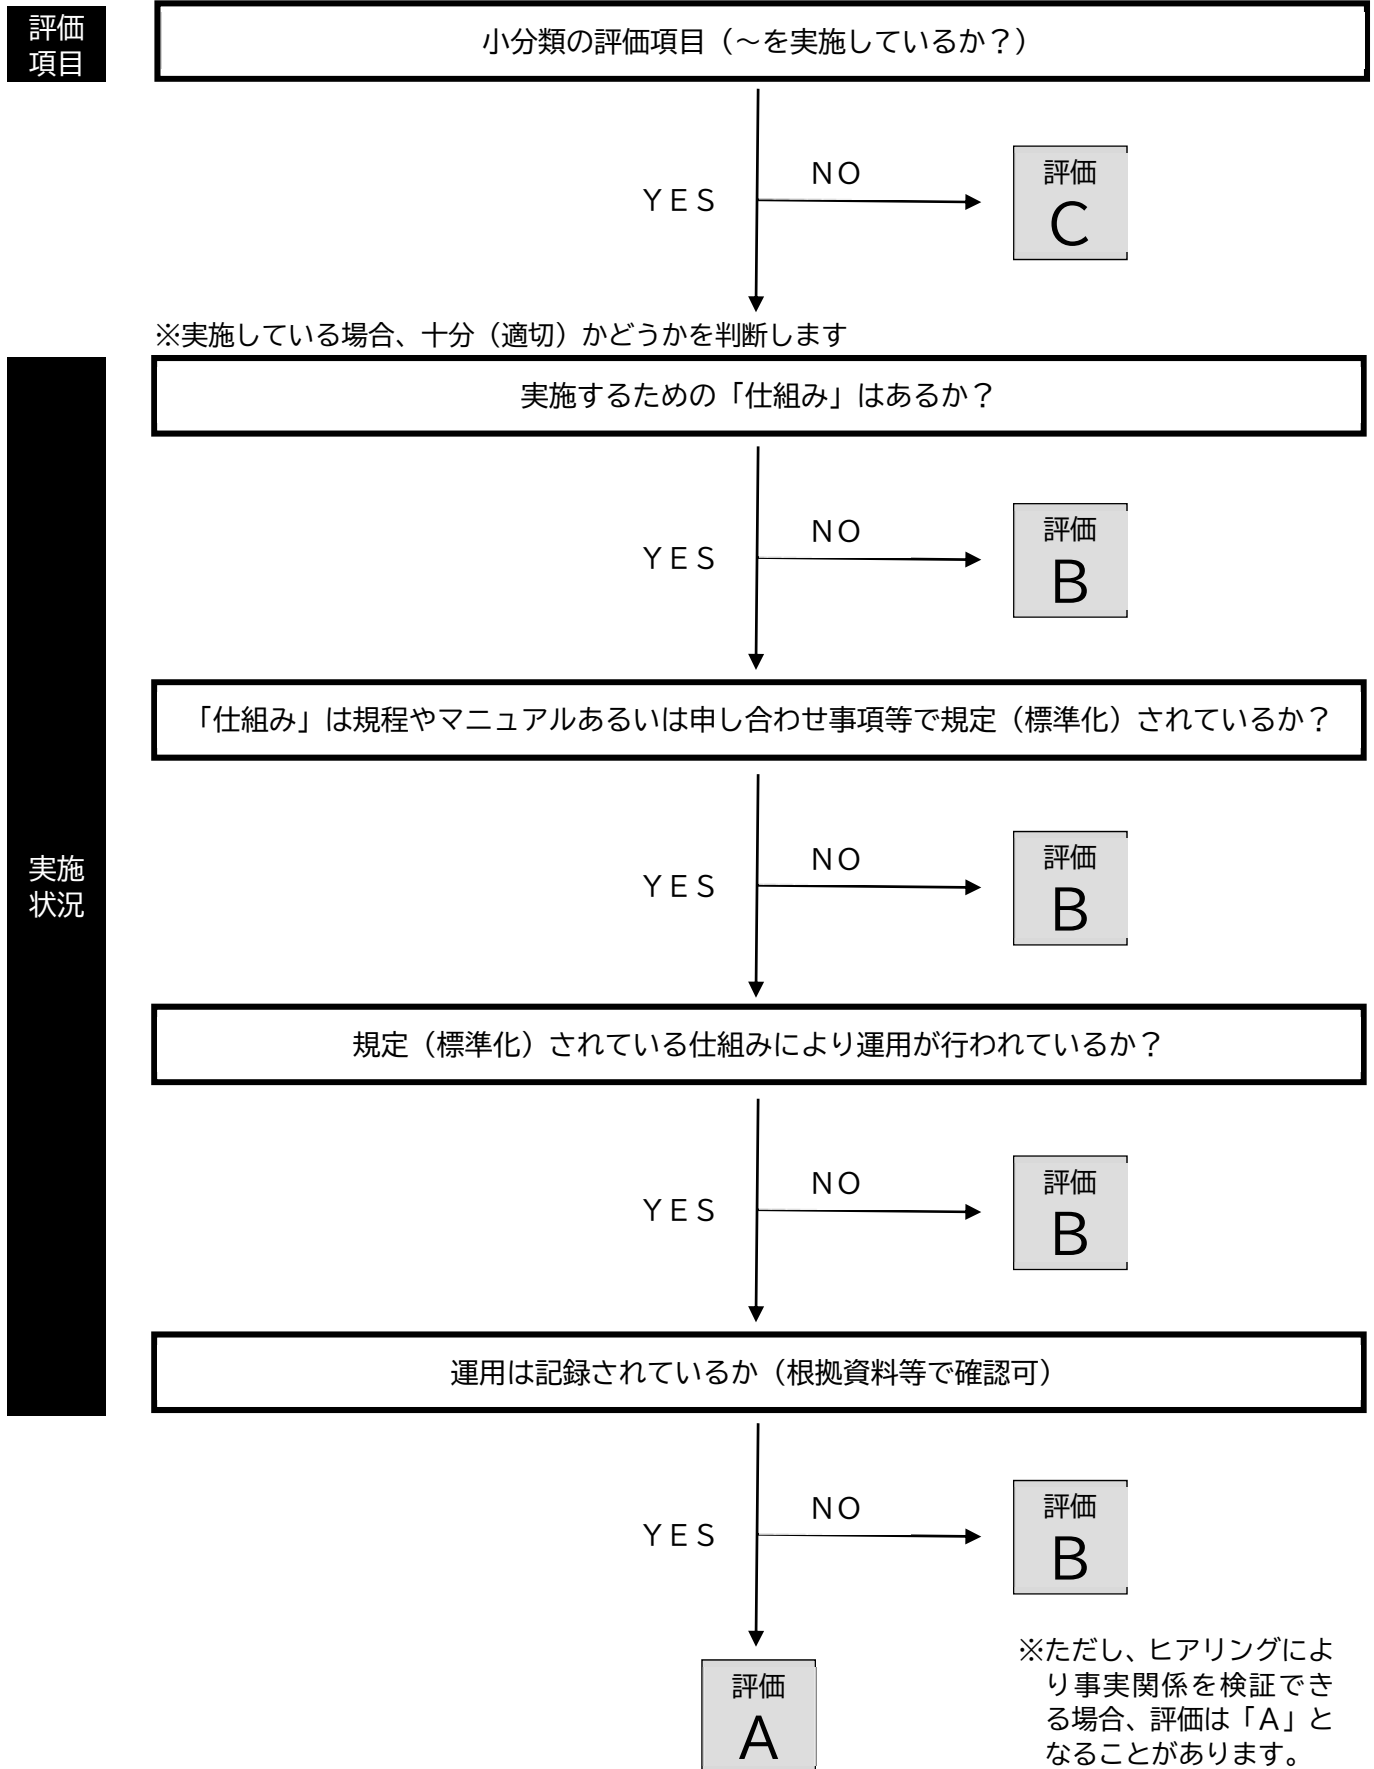 評価
項目
小分類の評価項目（～を実施しているか？）
ＮＯ
ＹＥＳ
評価
Ｃ
※実施している場合、十分（適切）かどうかを判断します
実施するための「仕組み」はあるか？
ＮＯ
ＹＥＳ
評価
Ｂ
「仕組み」は規程やマニュアルあるいは申し合わせ事項等で規定（標準化）されているか？
実施
状況
ＮＯ
ＹＥＳ
評価
Ｂ
規定（標準化）されている仕組みにより運用が行われているか？
ＮＯ
ＹＥＳ
評価
Ｂ
運用は記録されているか（根拠資料等で確認可）
ＮＯ
ＹＥＳ
評価
Ｂ
※ただし、ヒアリングによ
り事実関係を検証でき
る場合、評価は「Ａ」と
なることがあります。
評価
Ａ